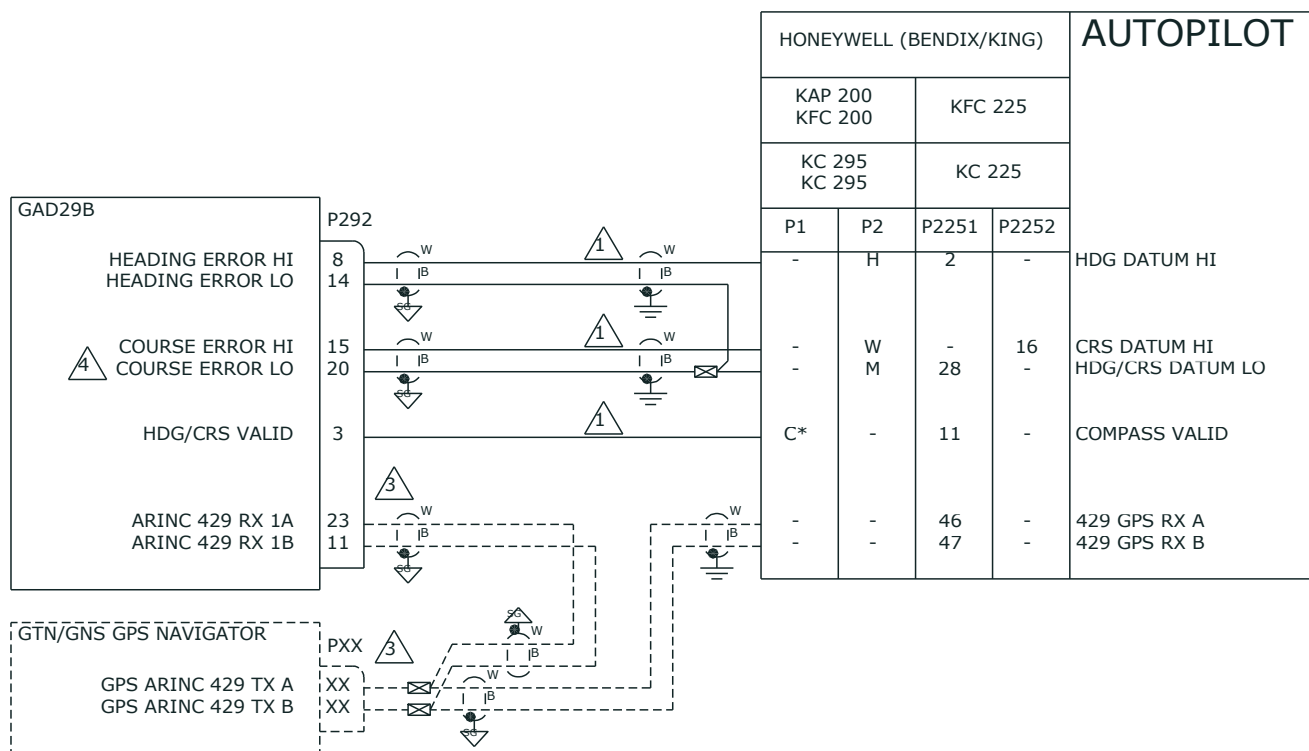 HONEYWELL (BENDIX/KING) AUTOPILOT
KAP 200
KFC 200
KFC 225
KC 295
KC 295
KC 225
P1 P2 P2251 P2252
GAD29B
P292
HEADING ERROR HI 8 W 1 - H 2 - HDG DATUM HI
HEADING ERROR LO 14 B B
SG
COURSE ERROR HI 15 W 1 W - W - 16 CRS DATUM HI
4 COURSE ERROR LO 20 B B - M 28 - HDG/CRS DATUM LO
SG
HDG/CRS VALID 3 1 C* - 11 - COMPASS VALID
3
ARINC 429 RX 1A 23 W W - - 46 - 429 GPS RX A
ARINC 429 RX 1B 11 B B - - 47 - 429 GPS RX B
SG
SG
GTN/GNS GPS NAVIGATOR
PXX 3 W
B
GPS ARINC 429 TX A XX W
GPS ARINC 429 TX B XX B
SG